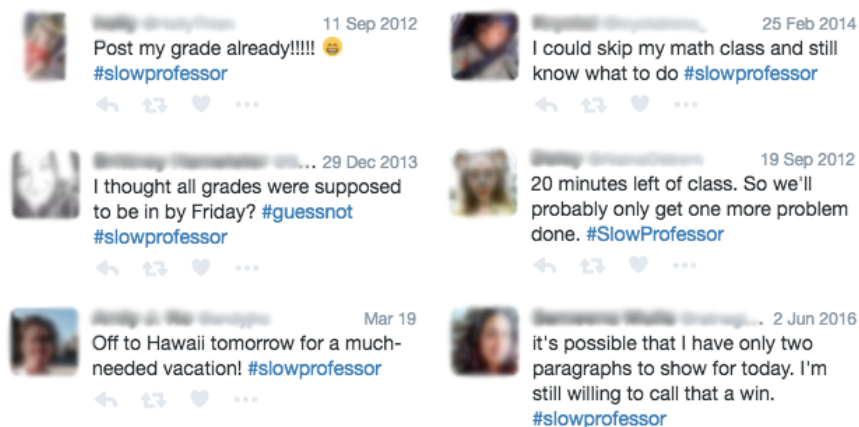 11 Sep 2012
Post my grade already!!!!! 😁
#slowprofessor
... 29 Dec 2013
I thought all grades were supposed
to be in by Friday? #guessnot
#slowprofessor
Mar 19
Off to Hawaii tomorrow for a much-
needed vacation! #slowprofessor
25 Feb 2014
I could skip my math class and still
know what to do #slowprofessor
19 Sep 2012
20 minutes left of class. So we'll
probably only get one more problem
done. #SlowProfessor
... 2 Jun 2016
it's possible that I have only two
paragraphs to show for today. I'm
still willing to call that a win.
#slowprofessor